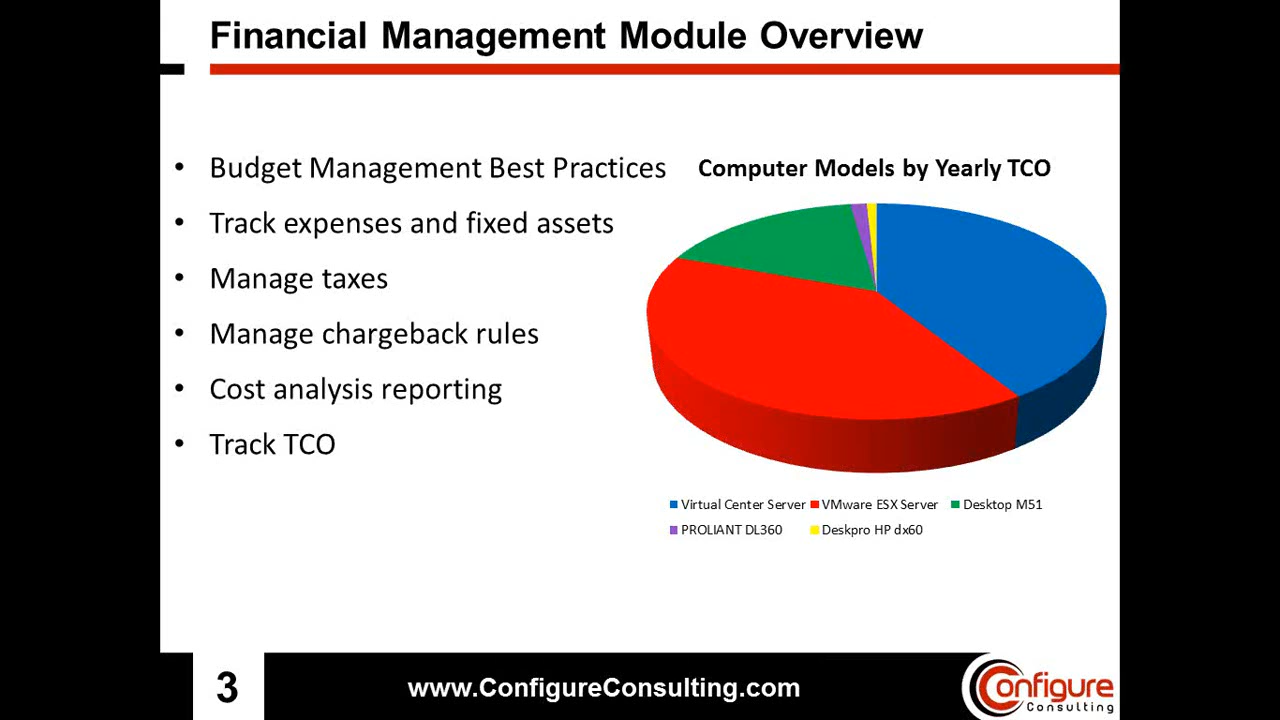 Financial Management Module Overview
• Budget Management Best Practices
• Track expenses and fixed assets
• Manage taxes
• Manage chargeback rules
• Cost analysis reporting
• Track TCO
Computer Models by Yearly TCO
Virtual Center Server VMware ESX Server Desktop M51
PROLIANT DL360 Deskpro HP dx60
3
www.ConfigureConsulting.com
Configure
Consulting